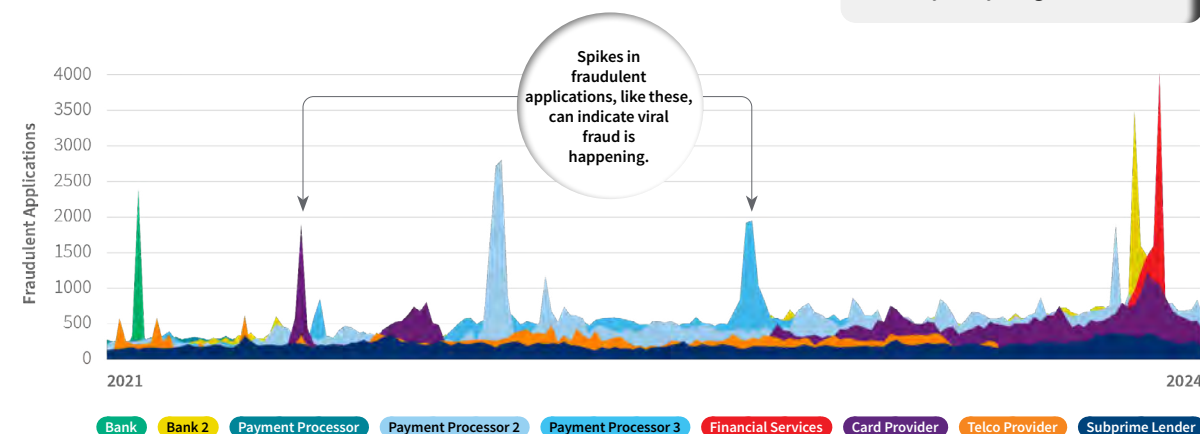 Spikes in
fraudulent
applications, like these,
can indicate viral
fraud is
happening.
Fraudulent Applications
4000
3500
3000
2500
2000
1500
1000
500
0
2021
2024
Bank
Bank 2
Payment Processor
Payment Processor 2
Payment Processor 3
Financial Services
Card Provider
Telco Provider
Subprime Lender